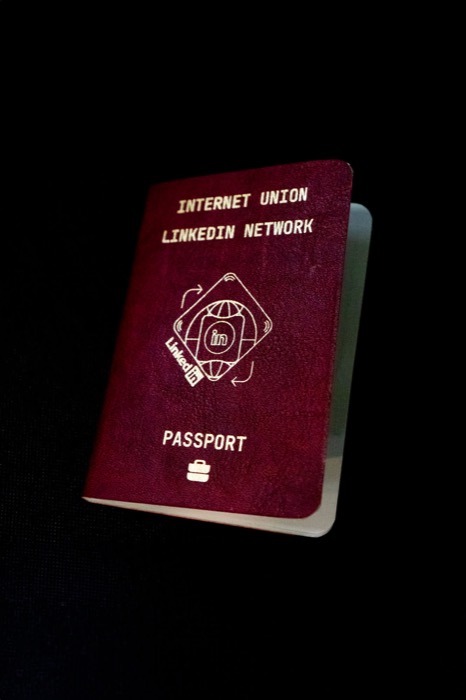 INTERNET UNION
LINKEDIN NETWORK
in
Linkedin
PASSPORT